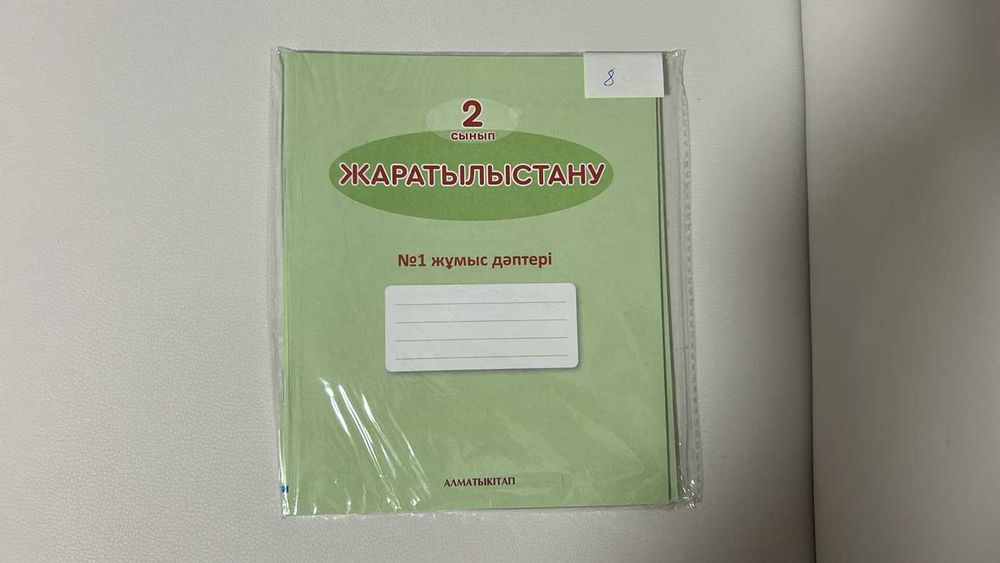 8
2
СЫНЫП
ЖАРАТЫЛЫСТАНУ
№1 жұмыс дәптері
АЛМАТЫКІТАП
и